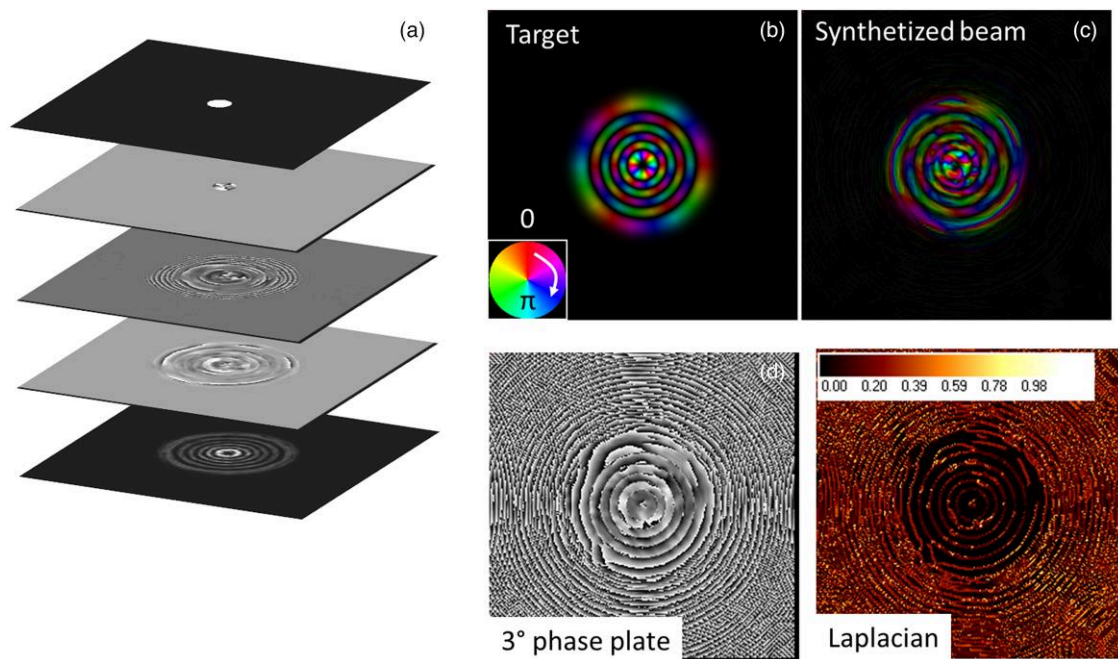 (a)
Target
(b)
Synthetized beam
(c)
0
π
(d)
3° phase plate
0.00 0.20 0.39 0.59 0.78 0.98
Laplacian